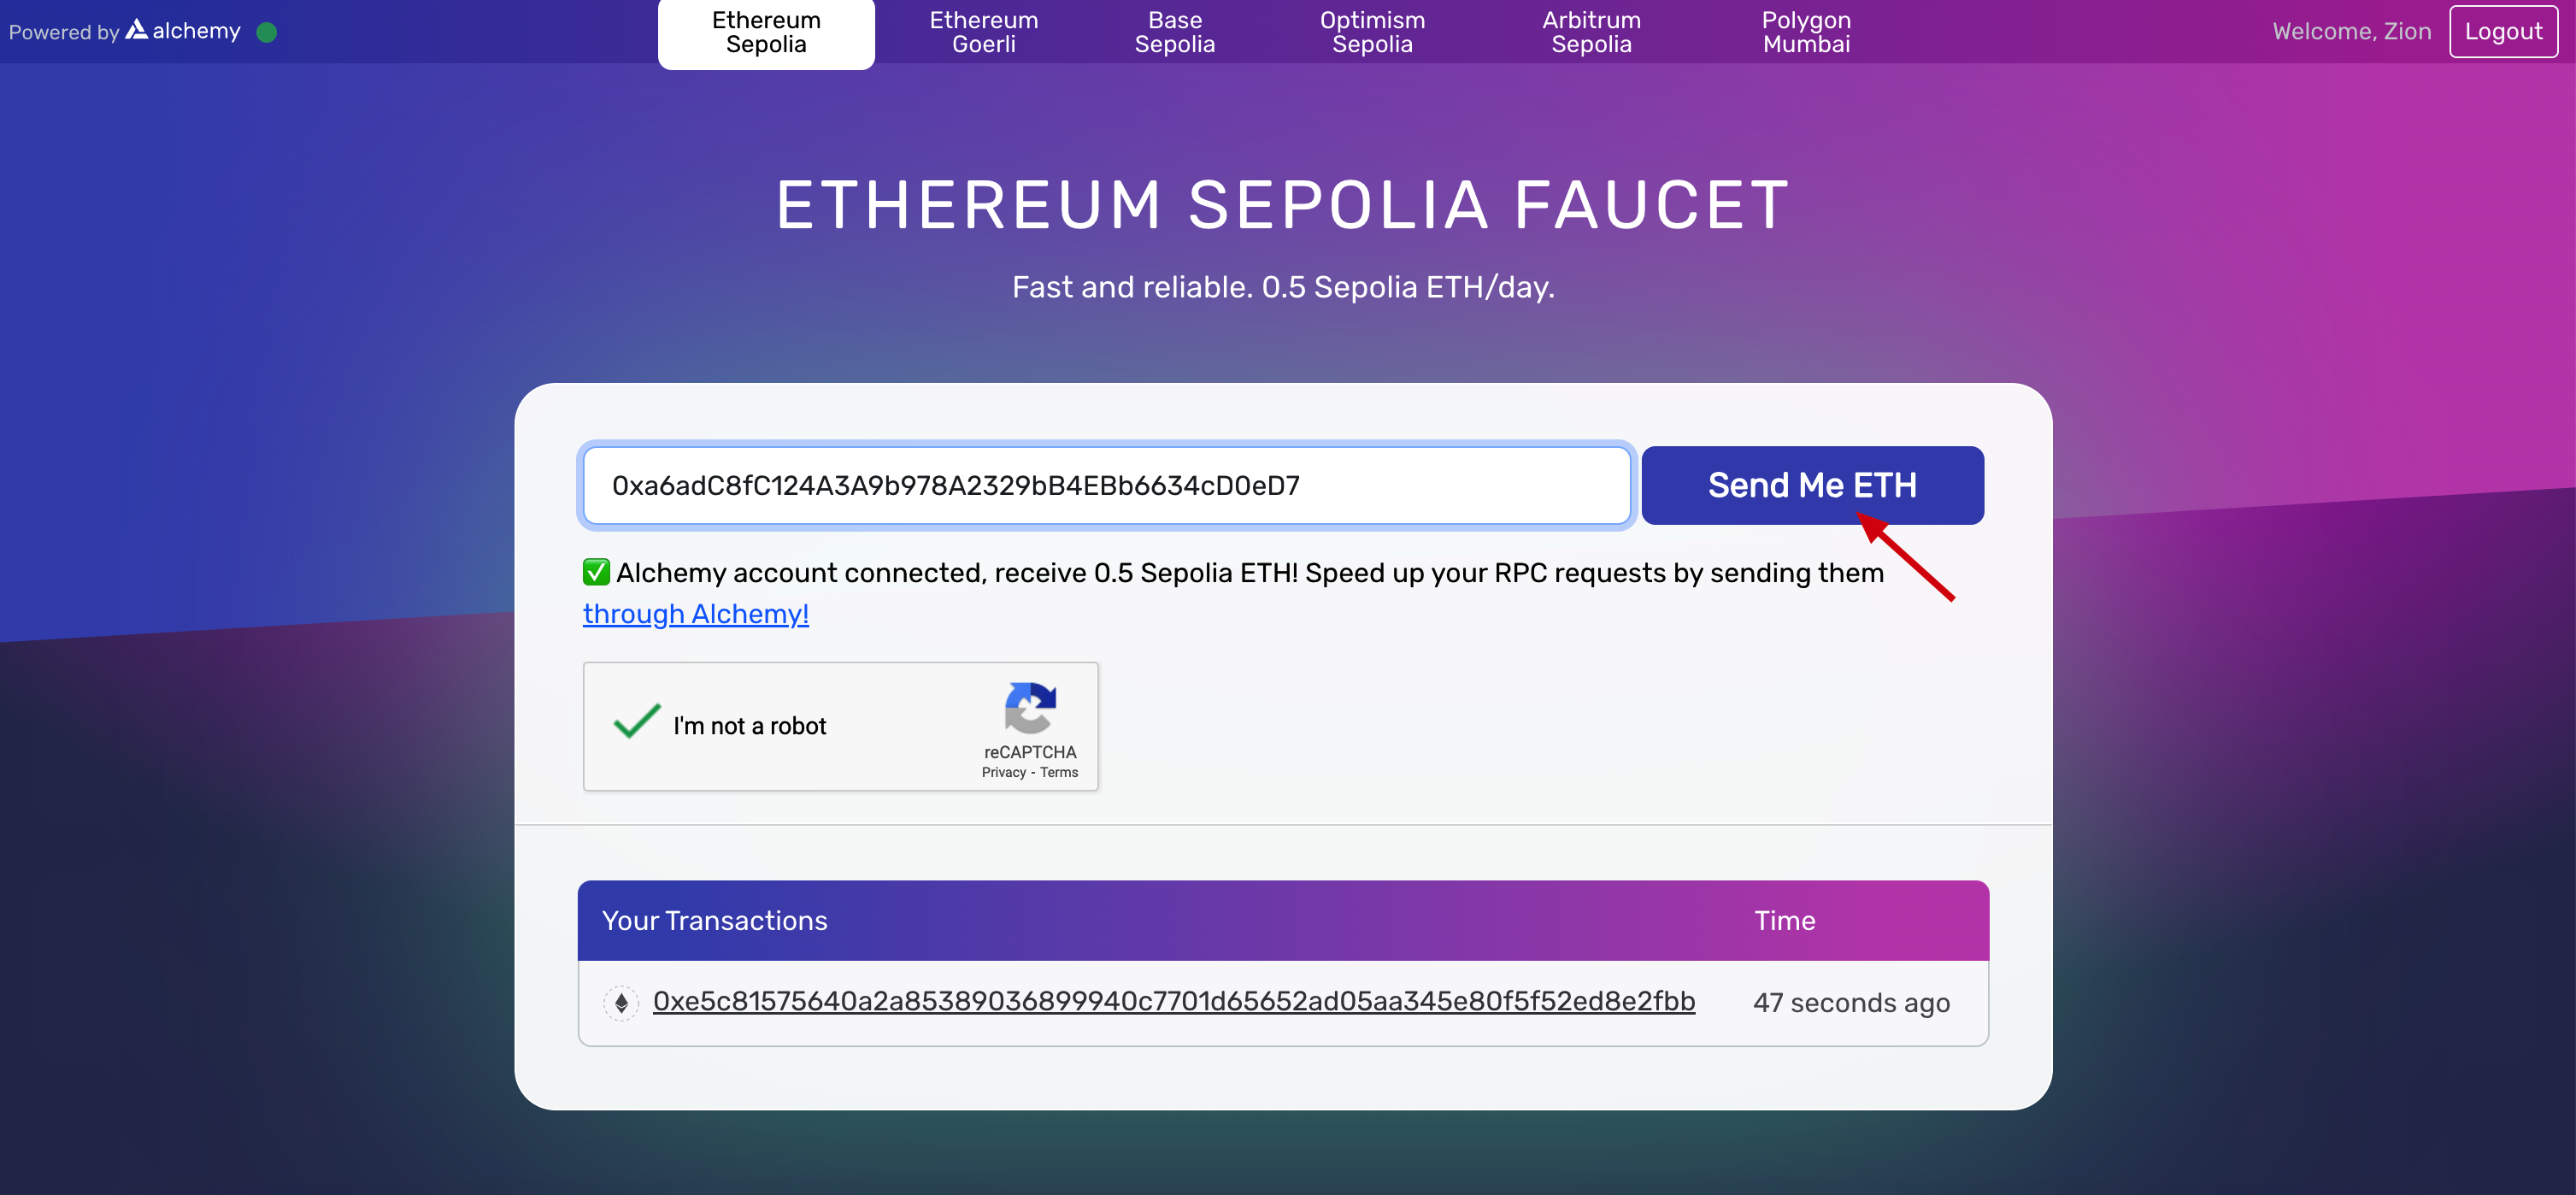 Powered by alchemy
Ethereum
Sepolia
Ethereum
Goerli
Base
Sepolia
Optimism
Sepolia
Arbitrum
Sepolia
Polygon
Mumbai
Welcome, Zion
Logout
ETHEREUM SEPOLIA FAUCET
Fast and reliable. 0.5 Sepolia ETH/day.
0xa6adC8fC124A3A9b978A2329bB4EBb6634cD0eD7
Send Me ETH
✅ Alchemy account connected, receive 0.5 Sepolia ETH! Speed up your RPC requests by sending them
through Alchemy!
I'm not a robot
reCAPTCHA
Privacy - Terms
Your Transactions
Time
0xe5c81575640a2a85389036899940c7701d65652ad05aa345e80f5f52ed8e2fbb
47 seconds ago